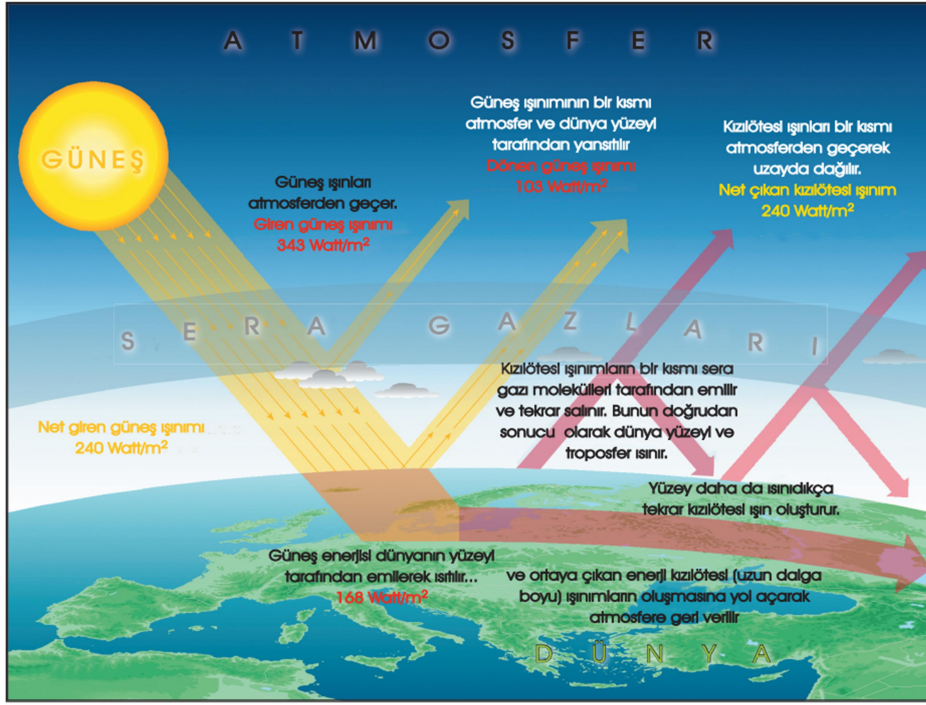 ATMOSFER
GÜNEŞ
Güneş ışınları
atmosferden geçer.
Giren güneş ışınımı
343 Watt/m²
Güneş ışınımının bir kısmı
atmosfer ve dünya yüzeyi
tarafından yansıtılır
Dönen güneş ışınımı
103 Watt/m²
Kızılötesi ışınları bir kısmı
atmosferden geçerek
uzayda dağılır.
Net çıkan kızılötesi ışınım
240 Watt/m²
SERA GAZLARI
Net giren güneş ışınımı
240 Watt/m²
Kızılötesi ışınımların bir kısmı sera
gazı molekülleri tarafından emilir
ve tekrar salınır. Bunun doğrudan
sonucu olarak dünya yüzeyi ve
troposfer ısınır.
Yüzey daha da ısınıdıkça
tekrar kızılötesi ışın oluşturur.
Güneş enerjisi dünyanın yüzeyi
tarafından emilerek ısıtılır...
168 Watt/m²
ve ortaya çıkan enerji kızılötesi (uzun dalga
boyu) ışınımların oluşmasına yol açarak
atmosfere geri verilir
DÜNYA